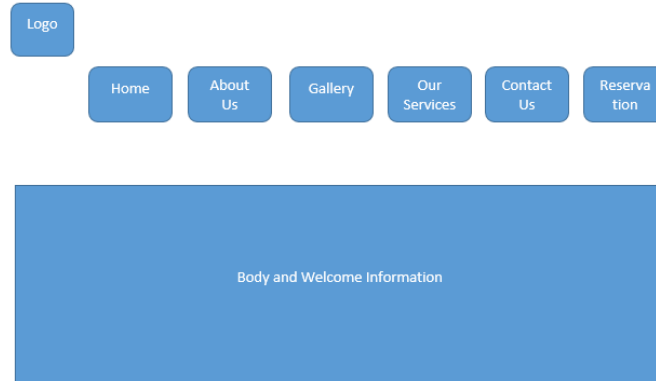 Logo
Home
About
Us
Gallery
Our
Services
Contact
Us
Reserva
tion
Body and Welcome Information